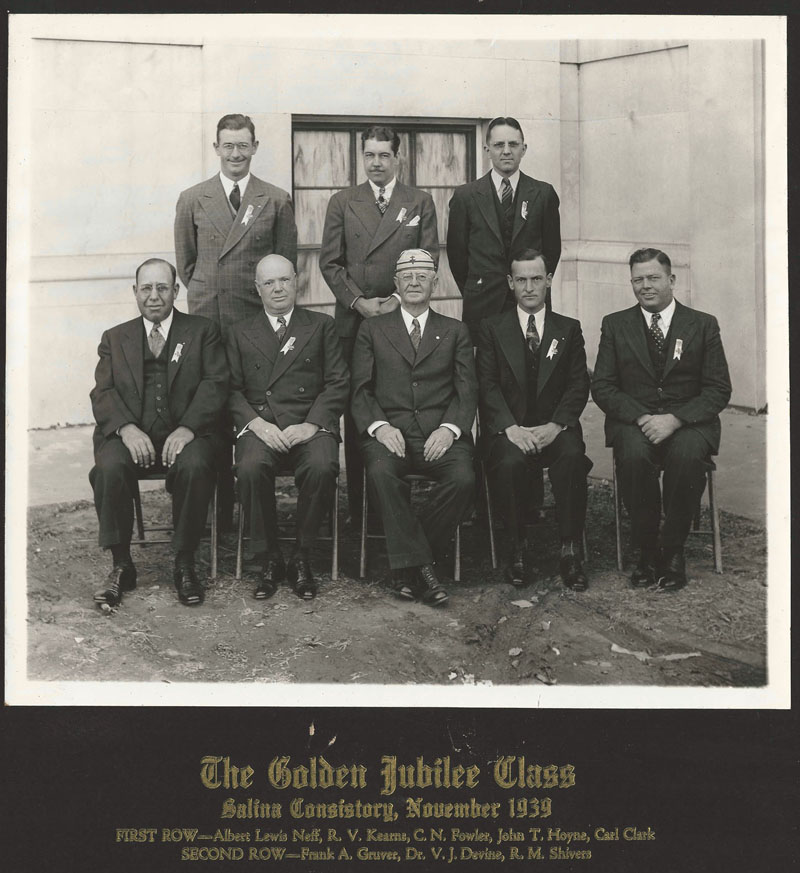 The Golden Jubilee Class
Salina Consistory, November 1939
FIRST ROW—Albert Lewis Neff, R. V. Kearns, C. N. Fowler, John T. Hoyne, Carl Clark
SECOND ROW—Frank A. Gruver, Dr. V. J. Devine, R. M. Shivers